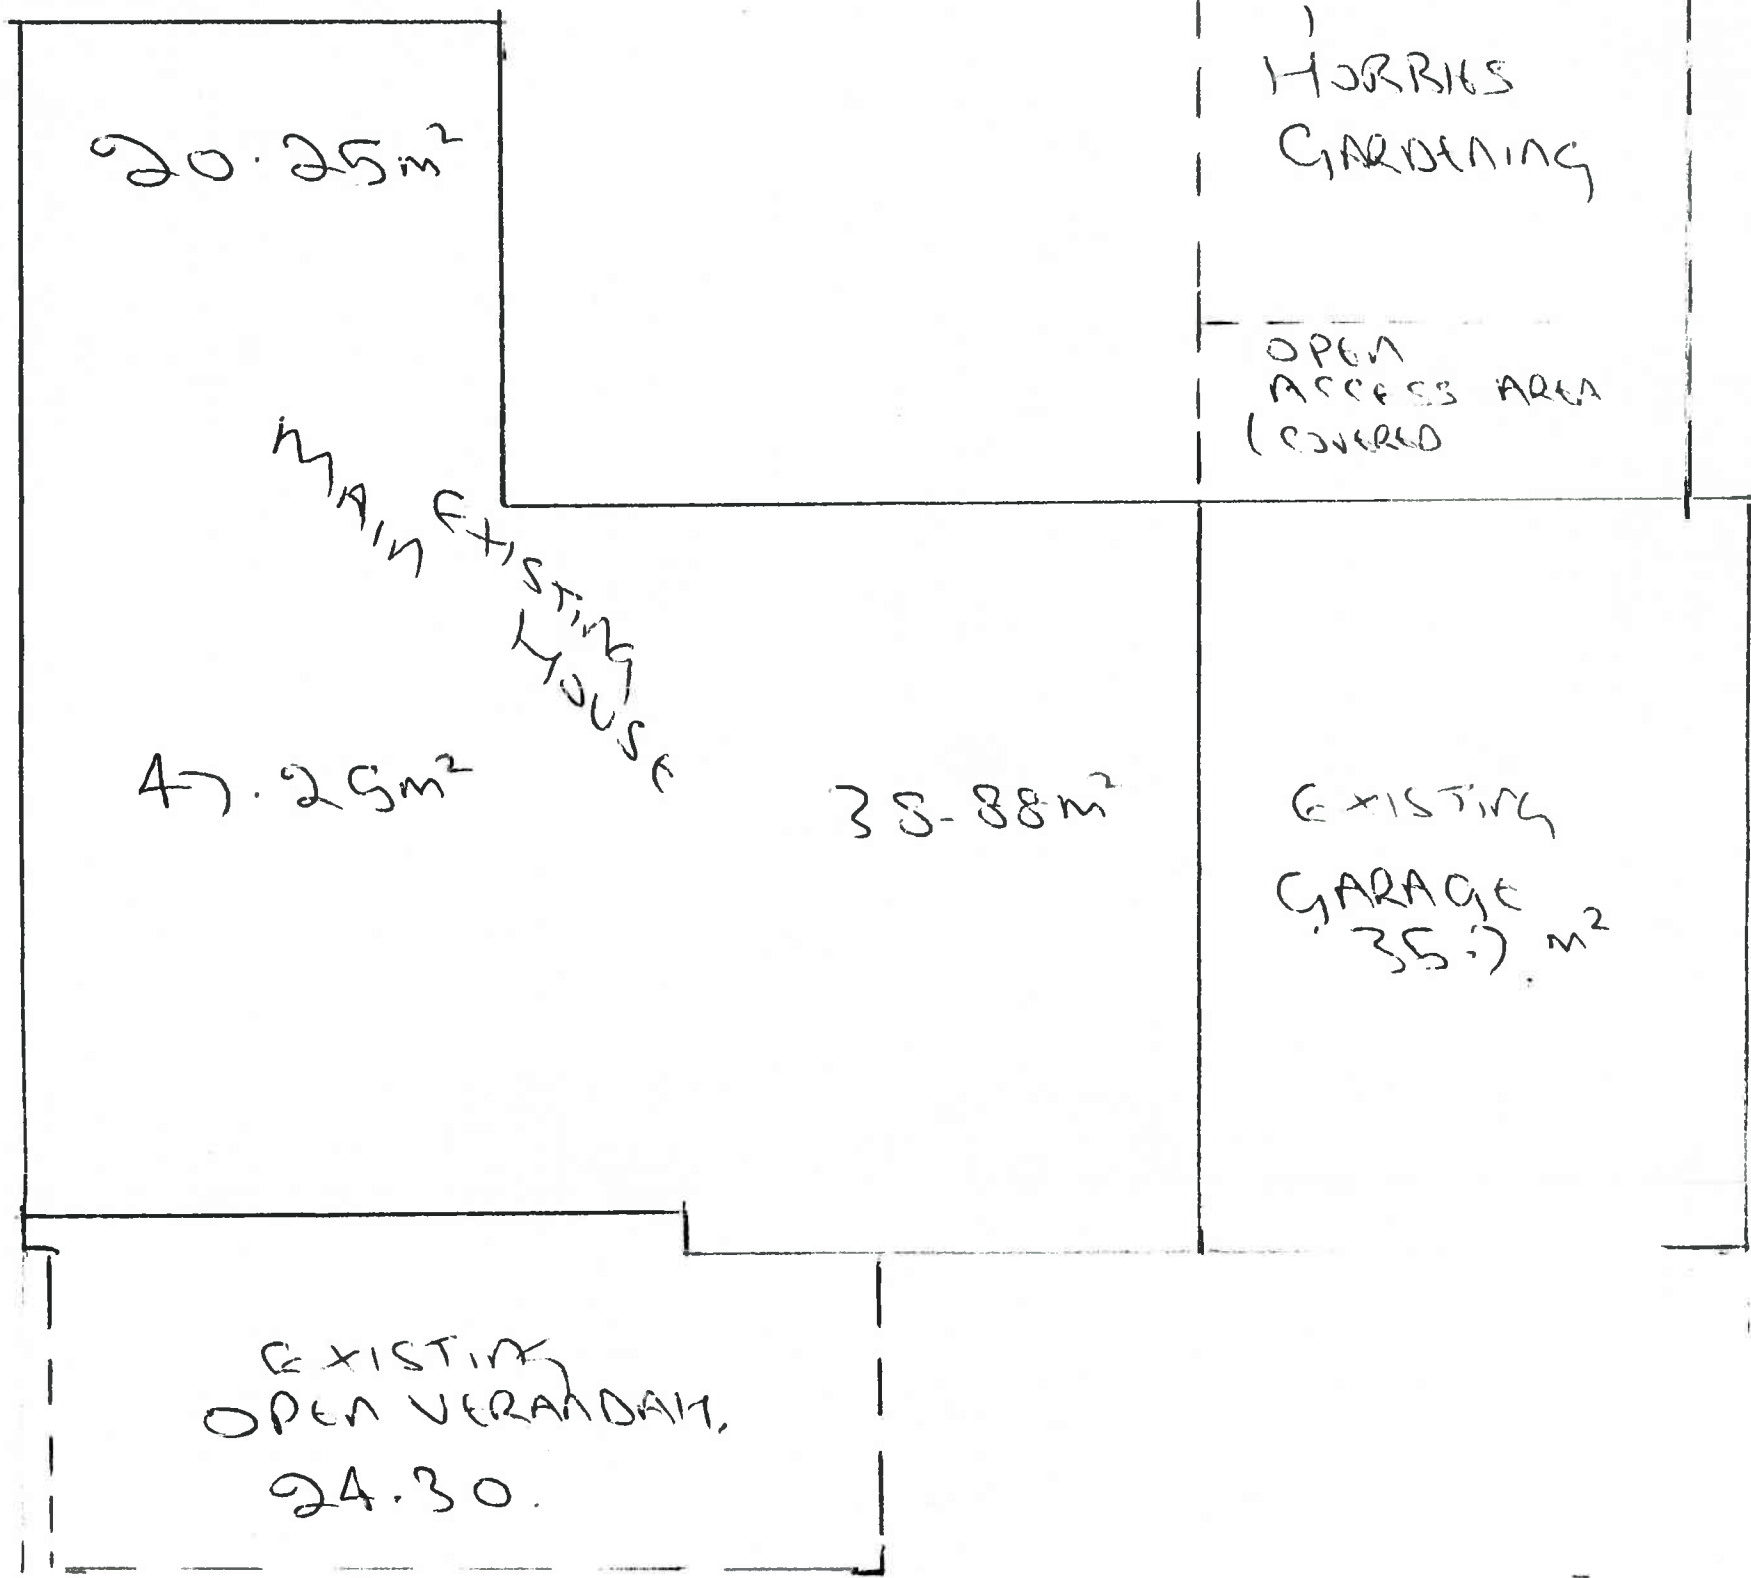 HOBBIES
GARDENING
20.25m²
OPEN
ACCESS AREA
(COVERED
MAIN EXISTING
HOUSE
47.25m²
38.88m²
EXISTING
GARAGE
35.7 m²
EXISTING
OPEN VERANDAH.
24.30.